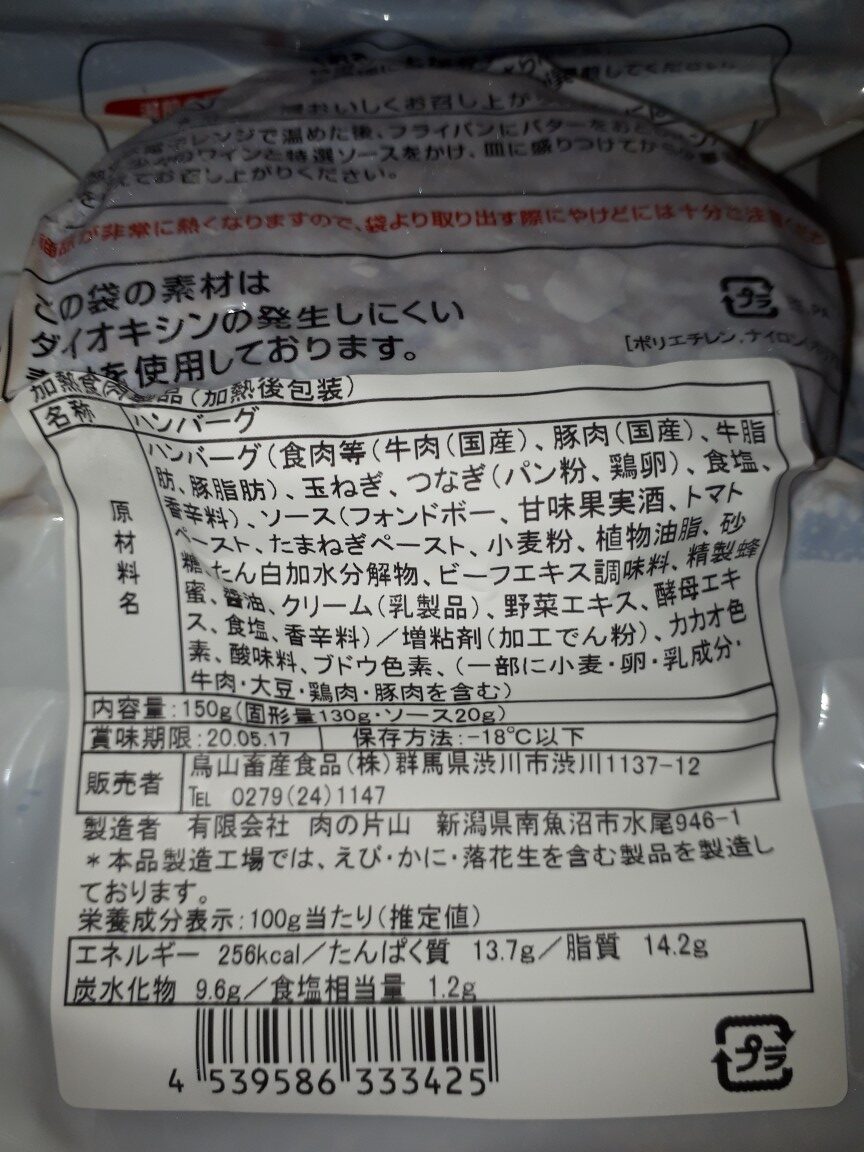 おいしくお召し上が
レンジで温めた後、フライパンにバターを
ワインと特選ソースをかけ、皿に盛りつけてから
てお召し上がりください。
が非常に熱くなりますので、袋より取り出す際にやけどには十分ご注意
この袋の素材は
ダイオキシンの発生しにくい
を使用しております。
プラ
[ポリエチレン、ナイロン
加熱食肉製品(加熱後包装)
名称 ハンバーグ
原材料名
ハンバーグ(食肉等(牛肉(国産)、豚肉(国産)、牛脂
肪、豚脂肪)、玉ねぎ、つなぎ(パン粉、鶏卵)、食塩、
香辛料)、ソース(フォンドボー、甘味果実酒、トマト
ペースト、たまねぎペースト、小麦粉、植物油脂、砂
糖、たん白加水分解物、ビーフエキス調味料、精製蜂
蜜、醤油、クリーム(乳製品)、野菜エキス、酵母エキ
ス、食塩、香辛料)/増粘剤(加工でん粉)、カカオ色
素、酸味料、ブドウ色素、(一部に小麦・卵・乳成分・
牛肉・大豆・鶏肉・豚肉を含む)
内容量:150g(固形量130g・ソース20g)
賞味期限:20.05.17 保存方法:-18℃以下
販売者 鳥山畜産食品(株)群馬県渋川市渋川1137-12
TEL 0279(24)1147
製造者 有限会社 肉の片山 新潟県南魚沼市水尾946-1
*本品製造工場では、えび・かに・落花生を含む製品を製造し
ております。
栄養成分表示:100g当たり(推定値)
エネルギー 256kcal/たんぱく質 13.7g/脂質 14.2g
炭水化物 9.6g/食塩相当量 1.2g
4 539586 333425
プラ